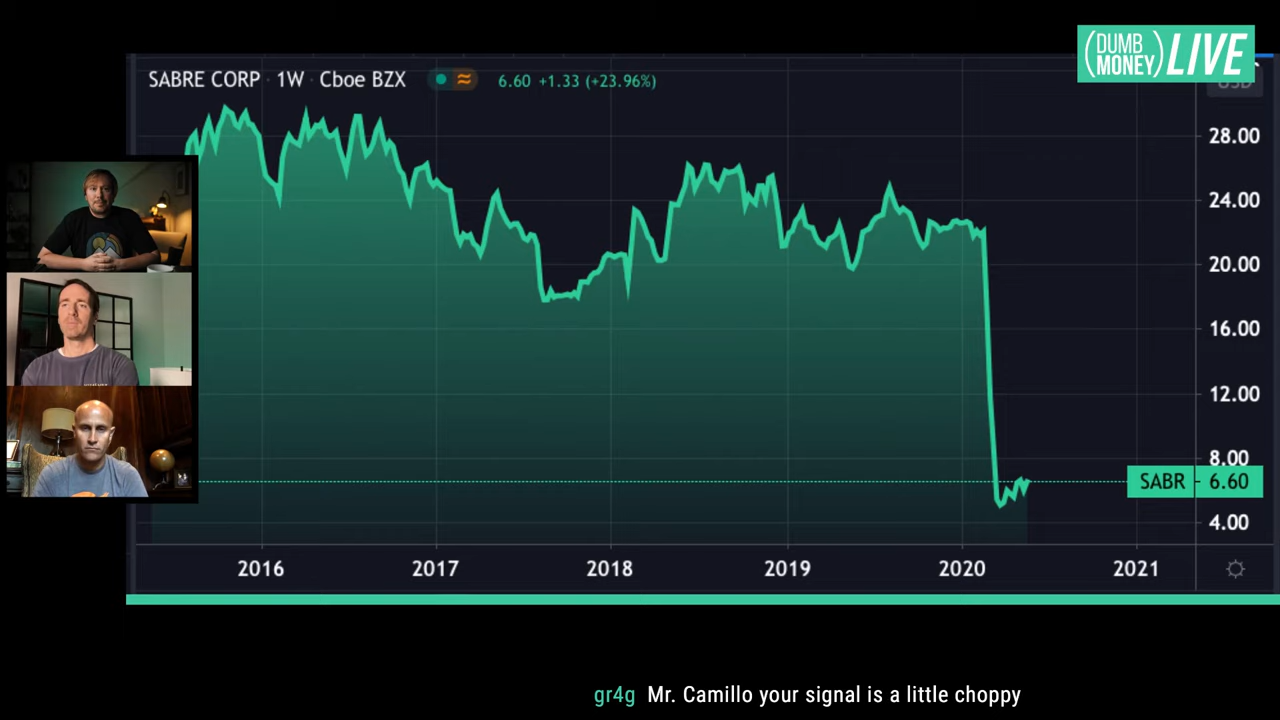 (DUMB MONEY) LIVE
SABRE CORP · 1W · Cboe BZX 6.60 +1.33 (+23.96%)
USD
28.00
24.00
20.00
16.00
12.00
8.00
SABR 6.60
4.00
2016 2017 2018 2019 2020 2021
gr4g Mr. Camillo your signal is a little choppy